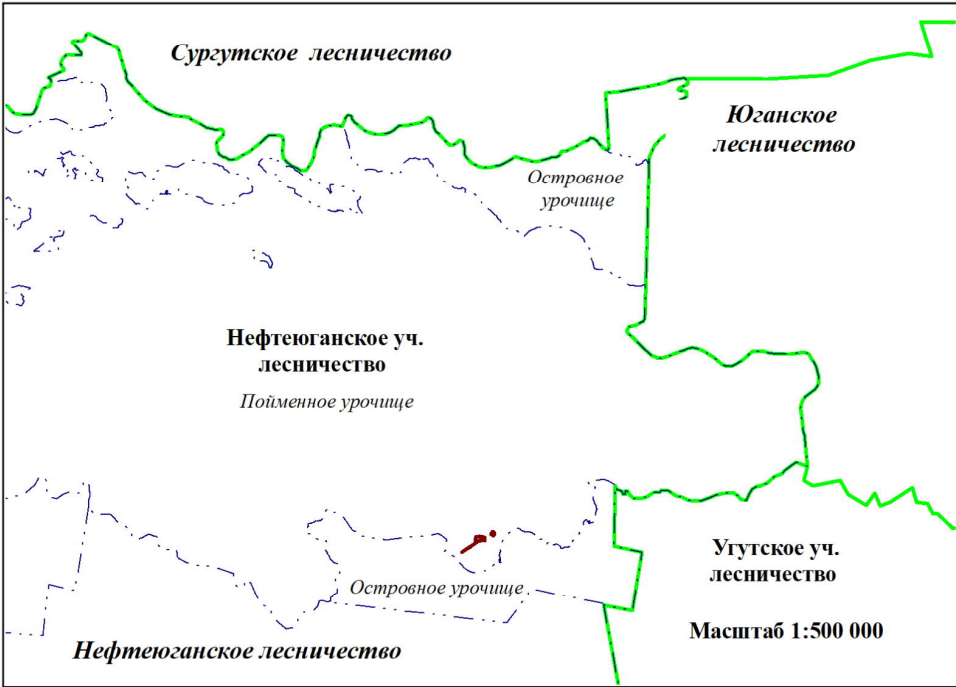 Сургутское лесничество
Юганское
лесничество
Островное
урочище
Нефтеюганское уч.
лесничество
Пойменное урочище
Угутское уч.
лесничество
Островное урочище
Масштаб 1:500 000
Нефтеюганское лесничество